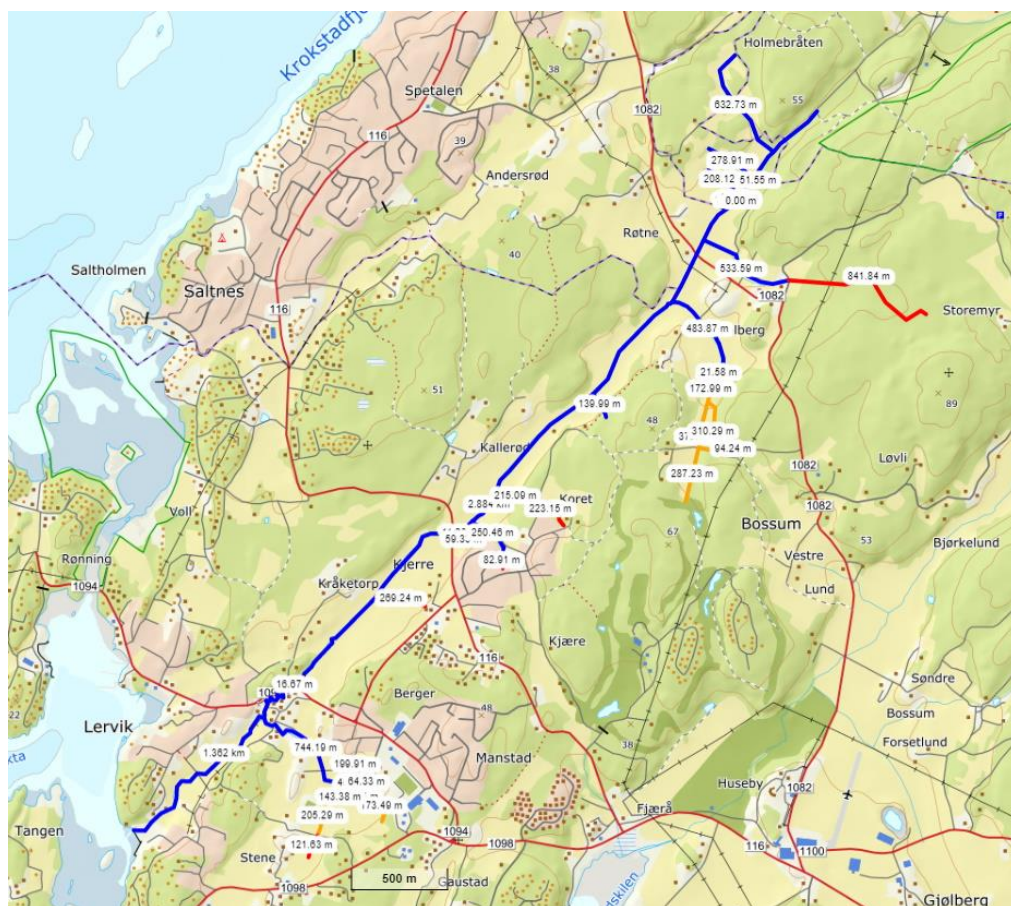 Krokstadfj
Holmebråten
38
Spetalen
1082
632.73 m
55
116
39
278.91 m
Andersrød
208.12
51.55 m
0.00 m
Røtne
40
Saltholmen
533.59 m
841.84 m
Saltnes
1082
116
Storemyr
483.87 m
lberg
21.58 m
172.99 m
51
139.99 m
89
48
310.29 m
Kallerød
94.24 m
Løvli
1082
287.23 m
215.09 m
Koret
2.884 km
223.15 m
1082
Voll
Bossum
250.46 m
67
53
Bjørkelund
Rønning
82.91 m
Vestre
Kjerre
1094
Kråketorp
Lund
269.24 m
Kjære
116
Søndre
16.67 m
Berger
22
48
Bossum
Lervik
744.19 m
38
Forsetlund
1.362 km
199.91 m
Manstad
64.33 m
Huseby
143.38 m
1082
73.49 m
205.29 m
Fjærå
Tangen
1094
121.63 m
1098
116
1100
Stene
500 m
Gaustad
1098
dskilen
Gjølberg